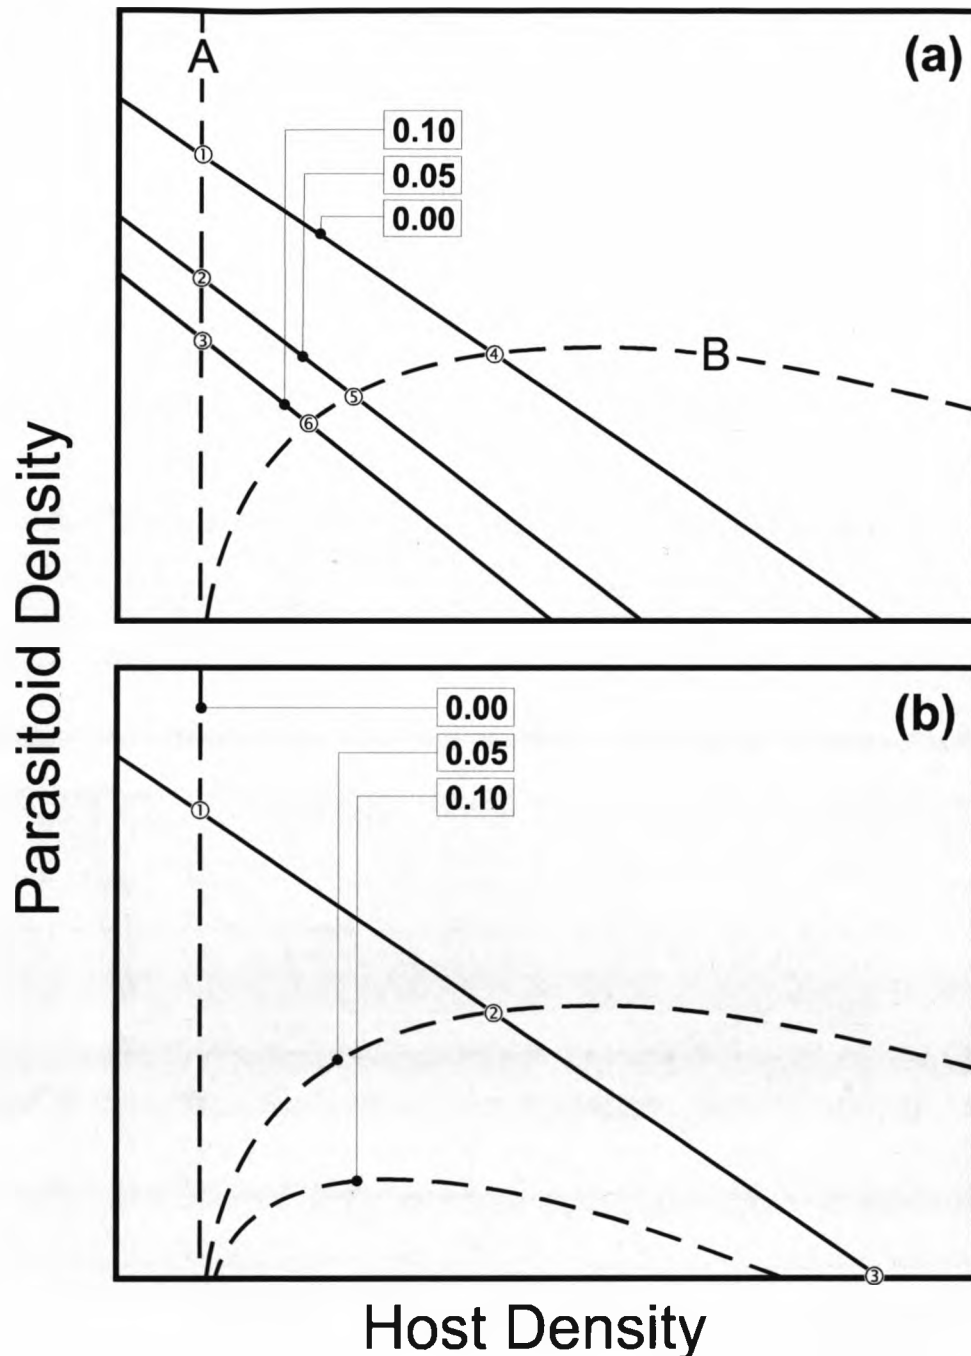 A
(a)
0.10
0.05
0.00
①
②
③
④
B
⑤
⑥
Parasitoid Density
0.00
(b)
0.05
0.10
①
②
③
Host Density